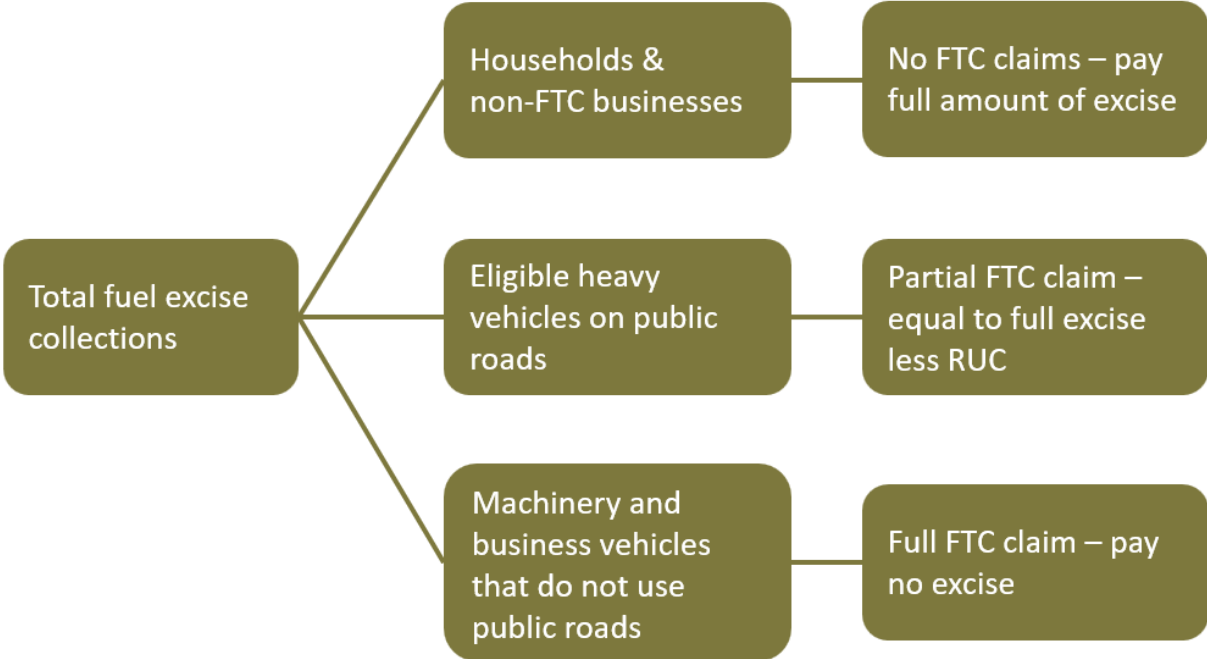 Households &
non-FTC businesses
No FTC claims – pay
full amount of excise
Total fuel excise
collections
Eligible heavy
vehicles on public
roads
Partial FTC claim –
equal to full excise
less RUC
Machinery and
business vehicles
that do not use
public roads
Full FTC claim – pay
no excise